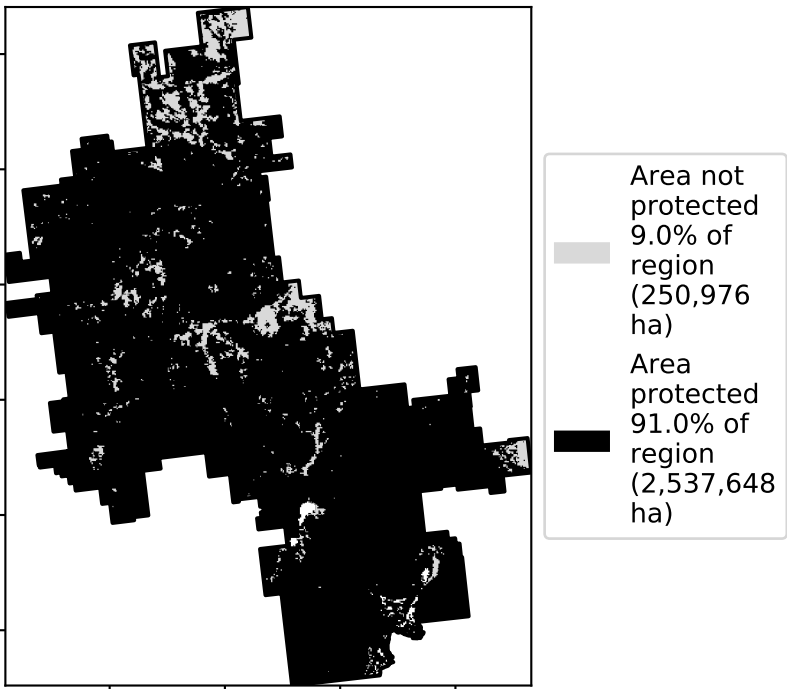 Area not
protected
9.0% of
region
(250,976
ha)
Area
protected
91.0% of
region
(2,537,648
ha)